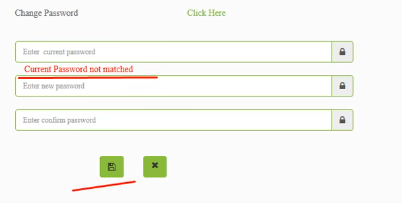 Change Password Click Here
Enter current password
Current Password not matched
Enter new password
Enter confirm password